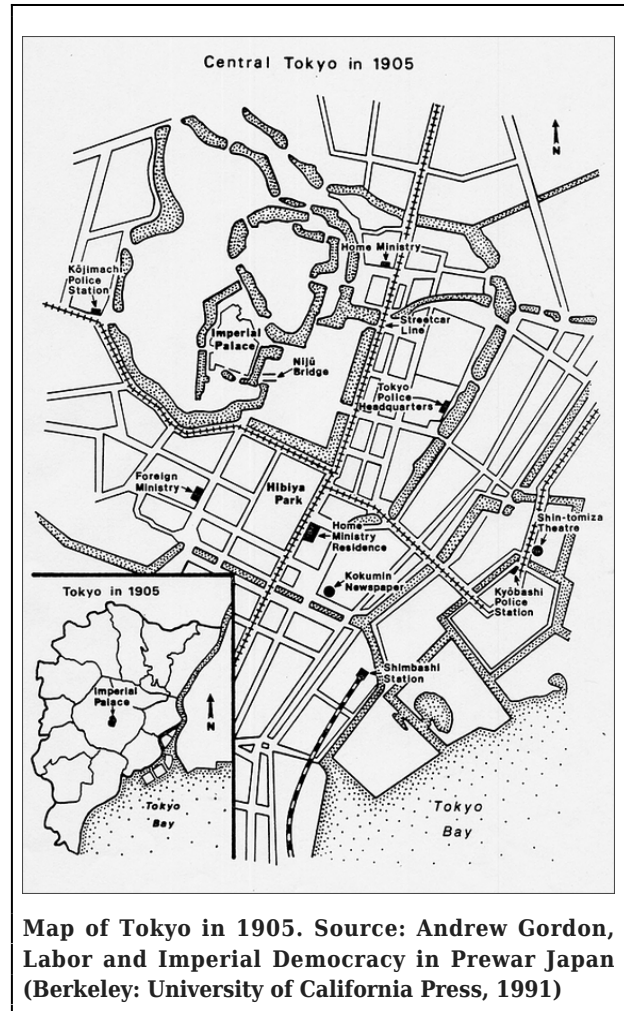 Central Tokyo in 1905
N
Home Ministry
Kōjimachi
Police
Station
Imperial
Palace
Streetcar
Line
Nijū
Bridge
Tokyo
Police
Headquarters
Foreign
Ministry
Hibiya
Park
Shin-tomiza
Theatre
Home
Ministry
Residence
Kokumin
Newspaper
Kyōbashi
Police
Station
Shimbashi
Station
Tokyo in 1905
Imperial
Palace
N
Tokyo
Bay
Tokyo
Bay
Map of Tokyo in 1905. Source: Andrew Gordon,
Labor and Imperial Democracy in Prewar Japan
(Berkeley: University of California Press, 1991)